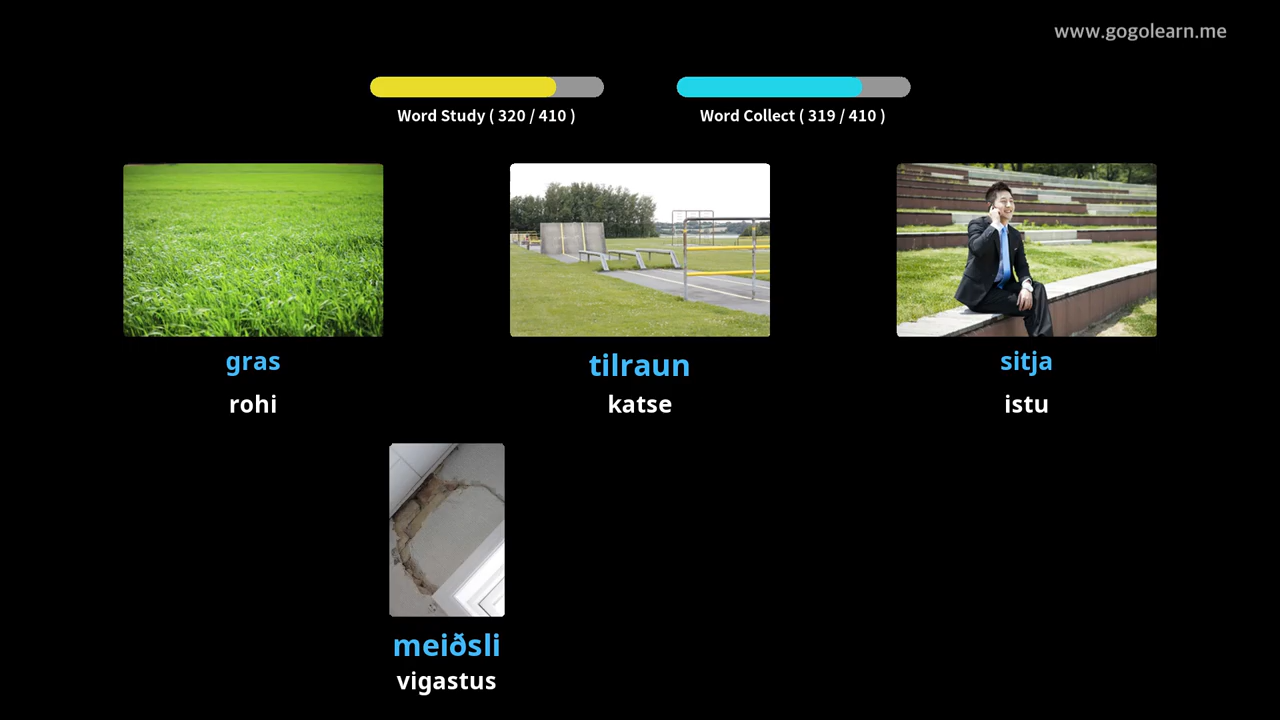 www.gogolearn.me
Word Study ( 320 / 410 )
Word Collect ( 319 / 410 )
gras
rohi
tilraun
katse
sitja
istu
meiðsli
vigastus